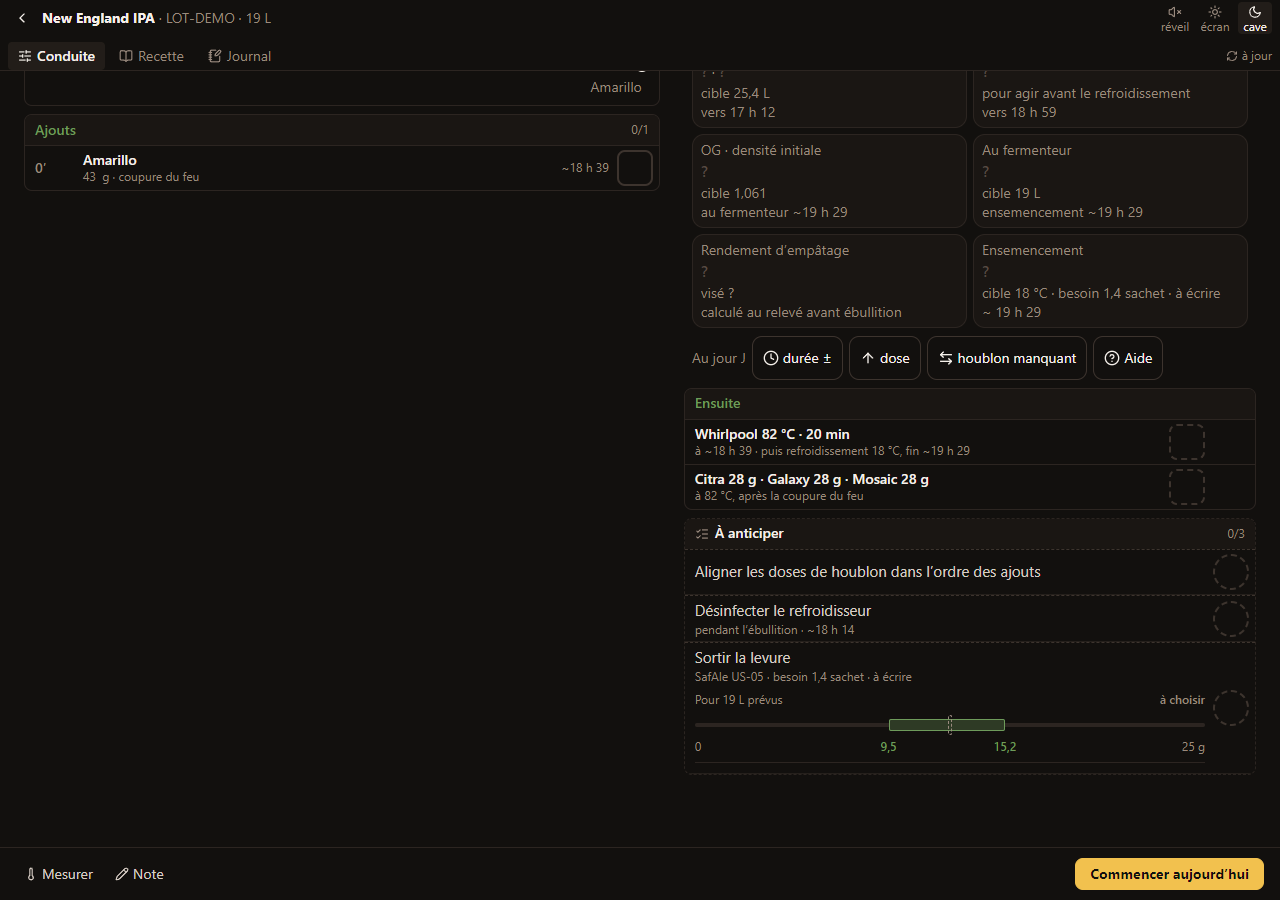 New England IPA · LOT-DEMO · 19 L
réveil
écran
cave
Conduite
Recette
Journal
à jour
Amarillo
Ajouts
0/1
0′
Amarillo
43 g · coupure du feu
~18 h 39
? · ?
cible 25,4 L
vers 17 h 12
?
pour agir avant le refroidissement
vers 18 h 59
OG · densité initiale
?
cible 1,061
au fermenteur ~19 h 29
Au fermenteur
?
cible 19 L
ensemencement ~19 h 29
Rendement d’empâtage
?
visé ?
calculé au relevé avant ébullition
Ensemencement
?
cible 18 °C · besoin 1,4 sachet · à écrire
~ 19 h 29
Au jour J
durée ±
dose
houblon manquant
Aide
Ensuite
Whirlpool 82 °C · 20 min
à ~18 h 39 · puis refroidissement 18 °C, fin ~19 h 29
Citra 28 g · Galaxy 28 g · Mosaic 28 g
à 82 °C, après la coupure du feu
À anticiper
0/3
Aligner les doses de houblon dans l’ordre des ajouts
Désinfecter le refroidisseur
pendant l’ébullition · ~18 h 14
Sortir la levure
SafAle US-05 · besoin 1,4 sachet · à écrire
Pour 19 L prévus
à choisir
0
9,5
15,2
25 g
Mesurer
Note
Commencer aujourd’hui